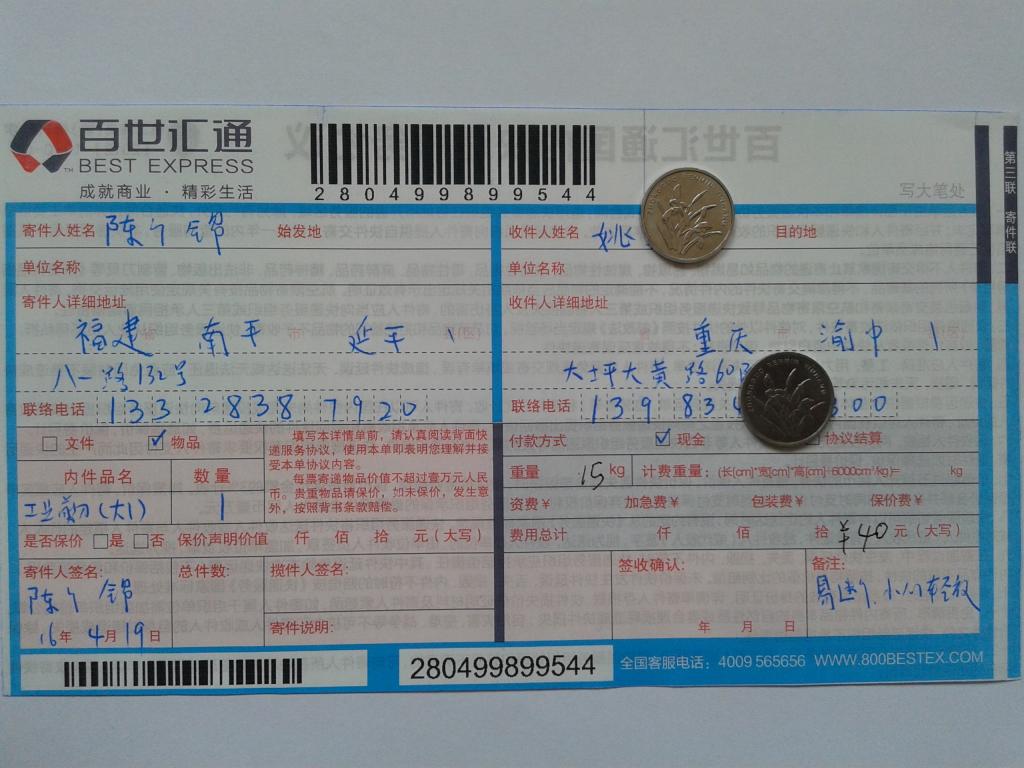 百世汇通
BEST EXPRESS
成就商业·精彩生活
280499899544
写大笔处
第三联 寄件联
寄件人姓名 陈 锦 始发地
单位名称
寄件人详细地址
福建 南平 市 延平
八一路132号
联络电话 133 2838 7920
收件人姓名 姚 目的地
单位名称
收件人详细地址
重庆 渝中
大坪大黄路60
联络电话 139 834 300
文件 ✓ 物品
内件品名 数量
工业 (大) 1
填写本详情单前,请认真阅读背面快
递服务协议,使用本单即表明您理解并接
受本单协议内容。
每票寄递物品价值不超过壹万元人民
币。贵重物品请保价,如未保价,发生意
外,按照背书条款赔偿。
是否保价 是 否 保价声明价值 仟 佰 拾 元(大写)
寄件人签名:
陈 锦
16年 4月19日
总件数:
揽件人签名:
寄件说明:
付款方式 ✓ 现金 协议结算
重量 15 kg 计费重量:(长[cm]*宽[cm]*高[cm]÷6000cm³/kg)= kg
资费¥ 加急费¥ 包装费¥ 保价费¥
费用总计 仟 佰 拾 ¥40 元(大写)
签收确认:
年 月 日
备注:
易 小心轻放
280499899544
全国客服电话:4009 565656 WWW.800BESTEX.COM